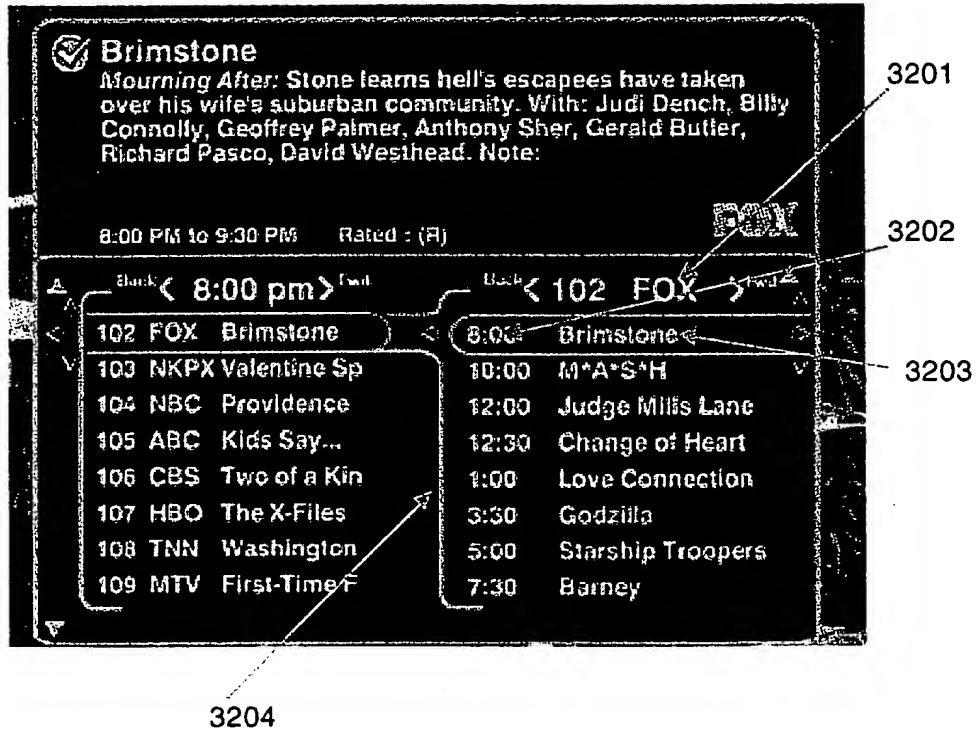 Brimstone
Mourning After: Stone learns hell's escapees have taken
over his wife's suburban community. With: Judi Dench, Billy
Connolly, Geoffrey Palmer, Anthony Sher, Gerald Butler,
Richard Pasco, David Westhead. Note:
FOX
8:00 PM to 9:30 PM Rated : (R)
Back < 8:00 pm > Fwd
102 FOX Brimstone
103 NKPX Valentine Sp
104 NBC Providence
105 ABC Kids Say...
106 CBS Two of a Kin
107 HBO The X-Files
108 TNN Washington
109 MTV First-Time F
Back < 102 FOX > Fwd
8:00 Brimstone
10:00 M*A*S*H
12:00 Judge Mills Lane
12:30 Change of Heart
1:00 Love Connection
3:30 Godzilla
5:00 Starship Troopers
7:30 Barney
3201
3202
3203
3204